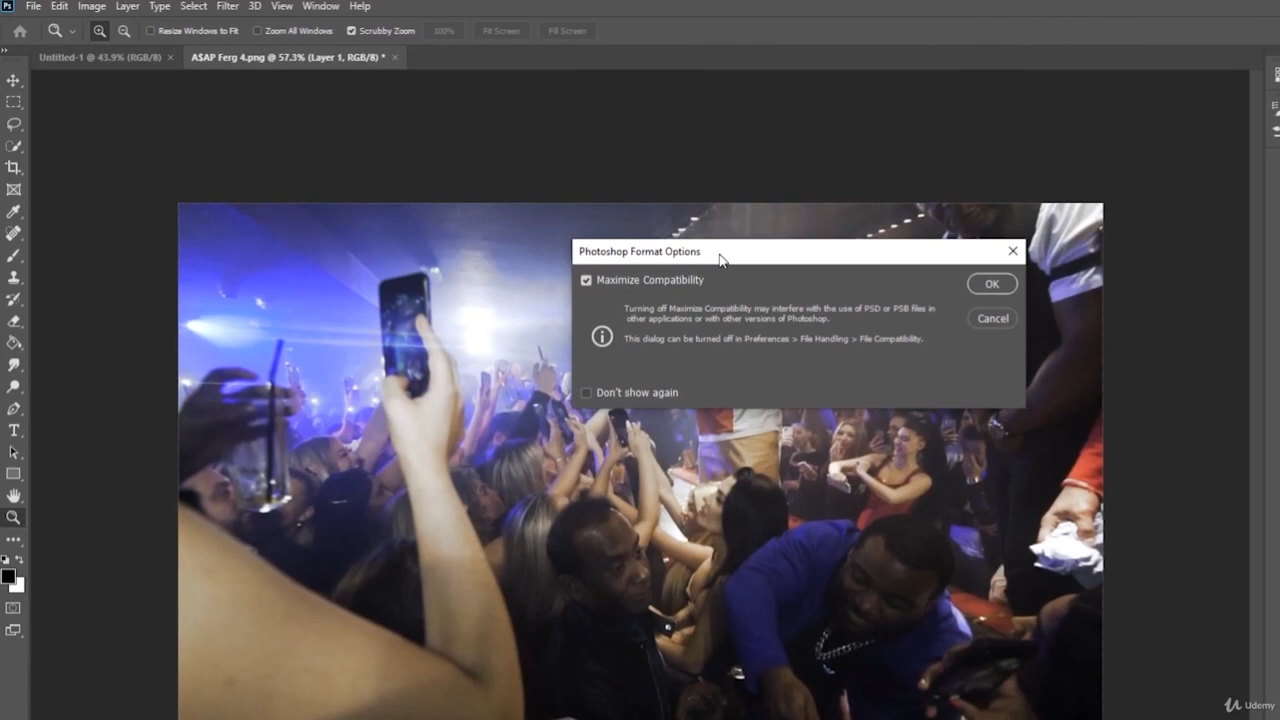 Ps File Edit Image Layer Type Select Filter 3D View Window Help
Resize Windows to Fit Zoom All Windows Scrubby Zoom 100% Fit Screen Fill Screen
Untitled-1 @ 43.9% (RGB/8) × A$AP Ferg 4.png @ 57.3% (Layer 1, RGB/8) * ×
Photoshop Format Options
Maximize Compatibility
OK
Turning off Maximize Compatibility may interfere with the use of PSD or PSB files in
other applications or with other versions of Photoshop.
Cancel
This dialog can be turned off in Preferences > File Handling > File Compatibility.
Don't show again
Udemy